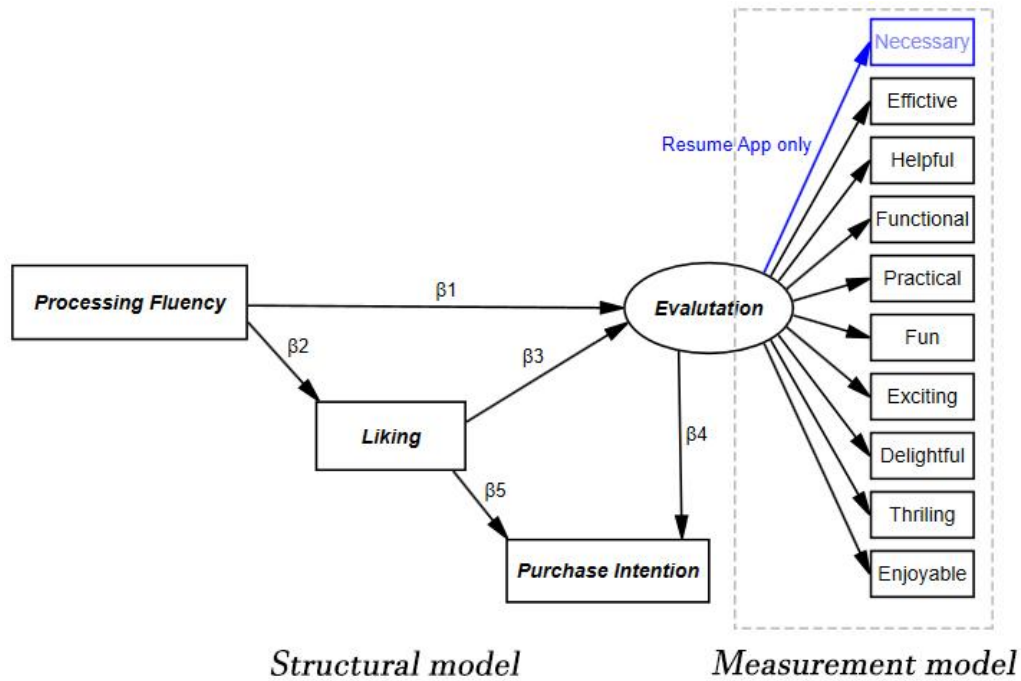 Necessary
Effictive
Resume App only
Helpful
Functional
Processing Fluency
β1
Evalutation
Practical
β2
β3
Fun
Exciting
Liking
β4
Delightful
β5
Thriling
Purchase Intention
Enjoyable
Structural model
Measurement model